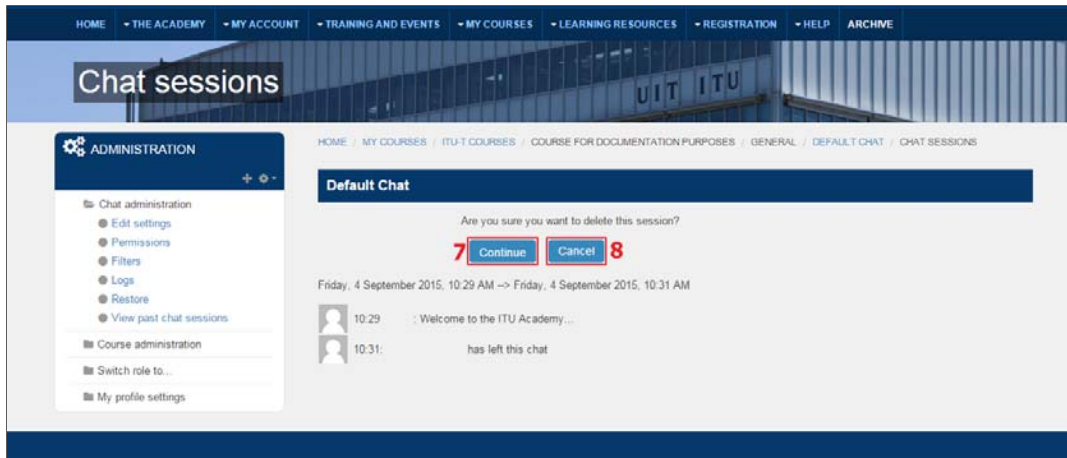 HOME THE ACADEMY MY ACCOUNT TRAINING AND EVENTS MY COURSES LEARNING RESOURCES REGISTRATION HELP ARCHIVE
Chat sessions
UIT ITU
ADMINISTRATION
Chat administration
Edit settings
Permissions
Filters
Logs
Restore
View past chat sessions
Course administration
Switch role to...
My profile settings
HOME / MY COURSES / ITU-T COURSES / COURSE FOR DOCUMENTATION PURPOSES / GENERAL / DEFAULT CHAT / CHAT SESSIONS
Default Chat
Are you sure you want to delete this session?
7 Continue Cancel 8
Friday, 4 September 2015, 10:29 AM --> Friday, 4 September 2015, 10:31 AM
10:29 : Welcome to the ITU Academy...
10:31: has left this chat